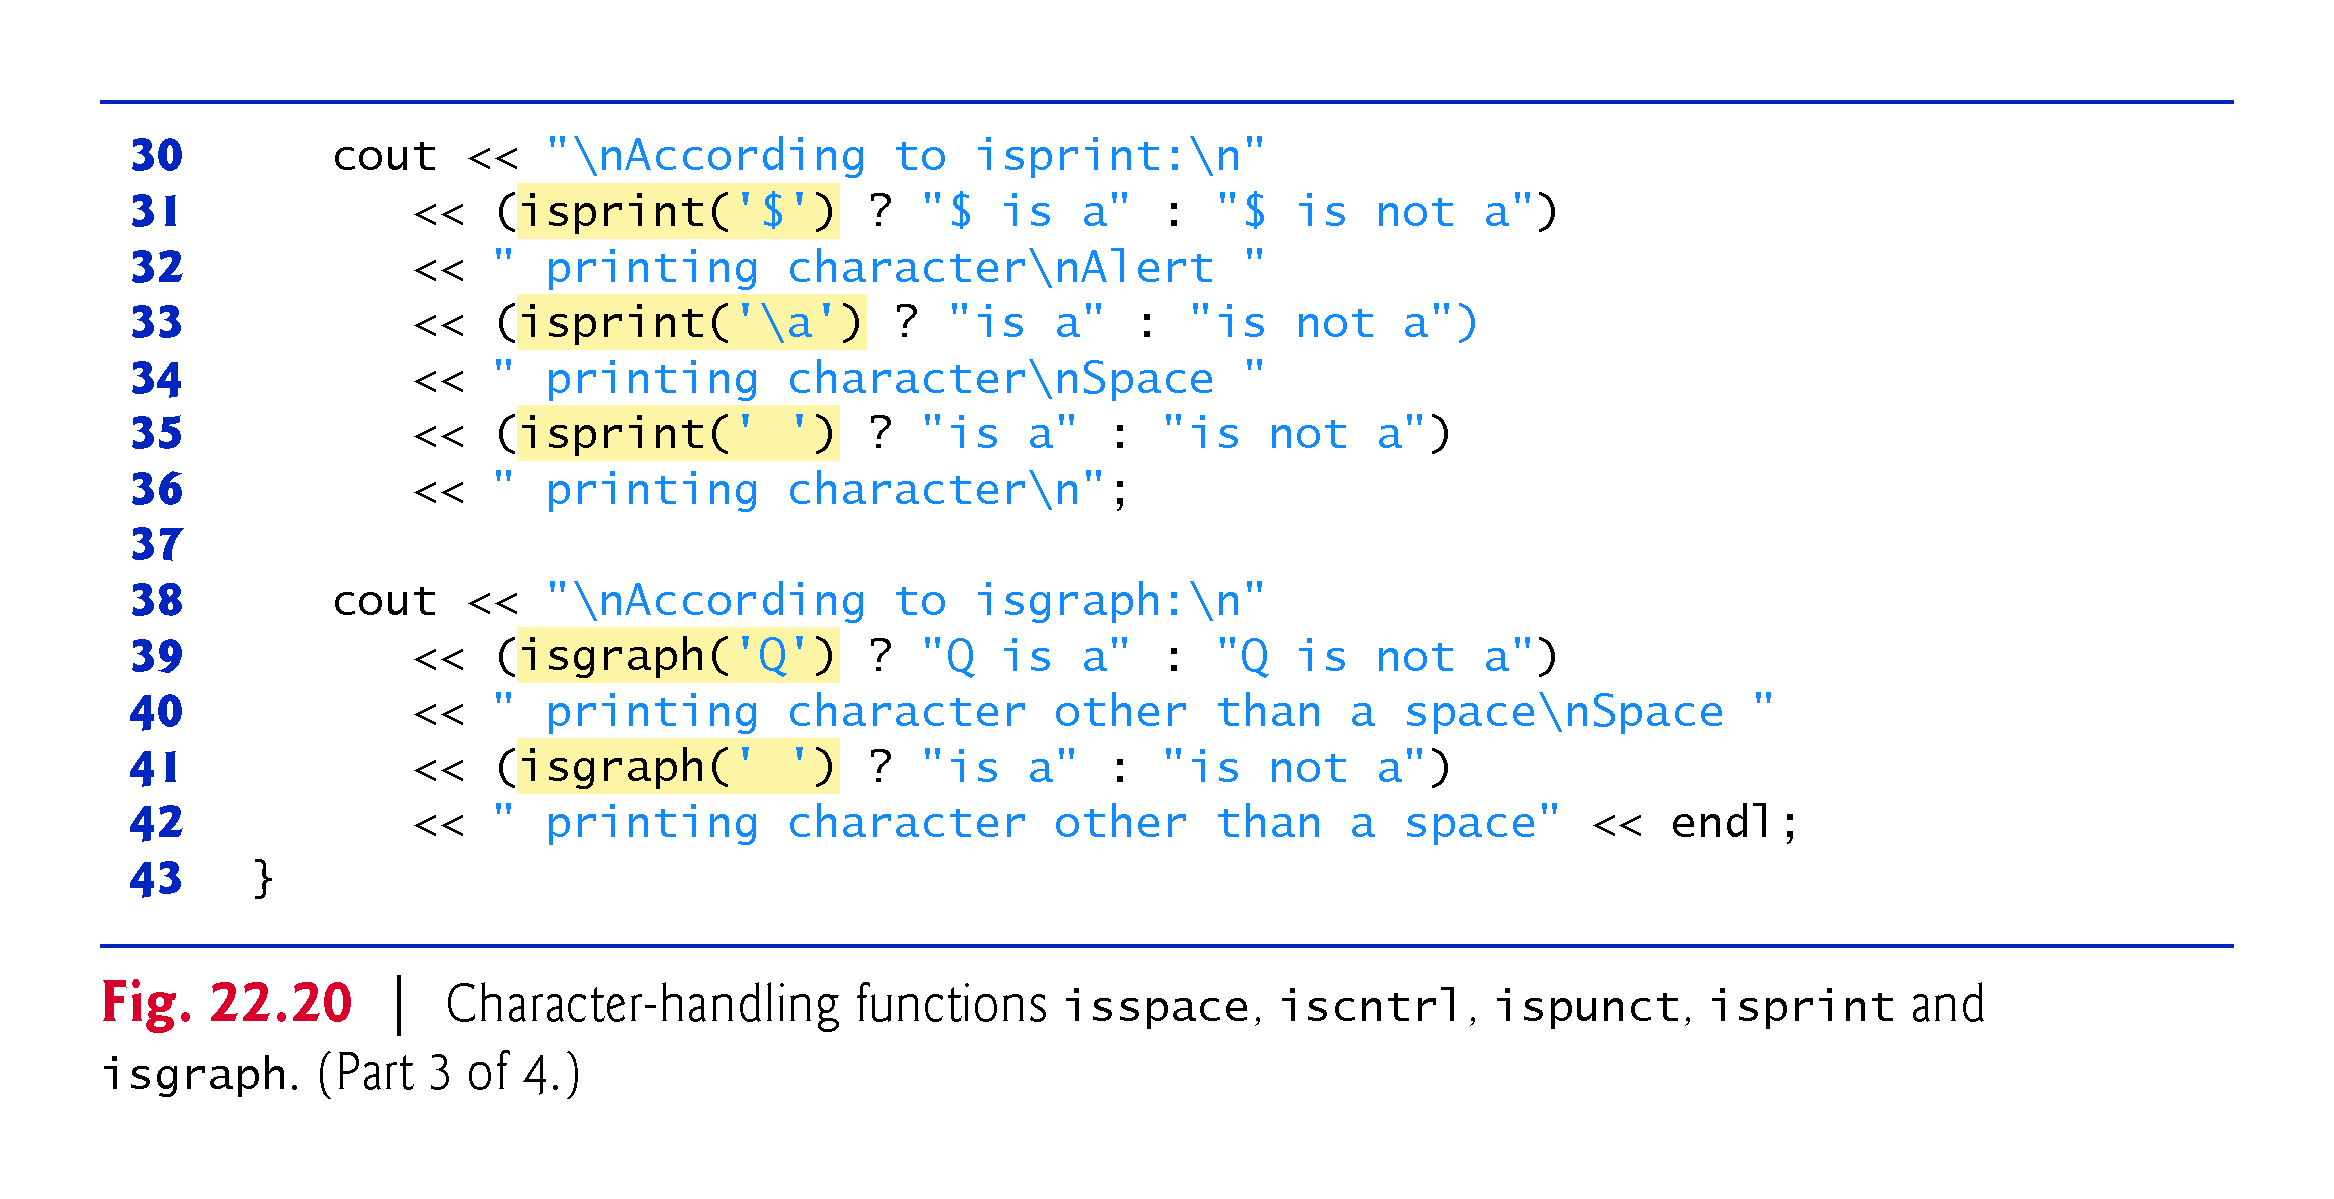 30 cout << "\nAccording to isprint:\n"
31 << (isprint('$') ? "$ is a" : "$ is not a")
32 << " printing character\nAlert "
33 << (isprint('\a') ? "is a" : "is not a")
34 << " printing character\nSpace "
35 << (isprint(' ') ? "is a" : "is not a")
36 << " printing character\n";
37
38 cout << "\nAccording to isgraph:\n"
39 << (isgraph('Q') ? "Q is a" : "Q is not a")
40 << " printing character other than a space\nSpace "
41 << (isgraph(' ') ? "is a" : "is not a")
42 << " printing character other than a space" << endl;
43 }
Fig. 22.20 | Character-handling functions isspace, iscntrl, ispunct, isprint and
isgraph. (Part 3 of 4.)